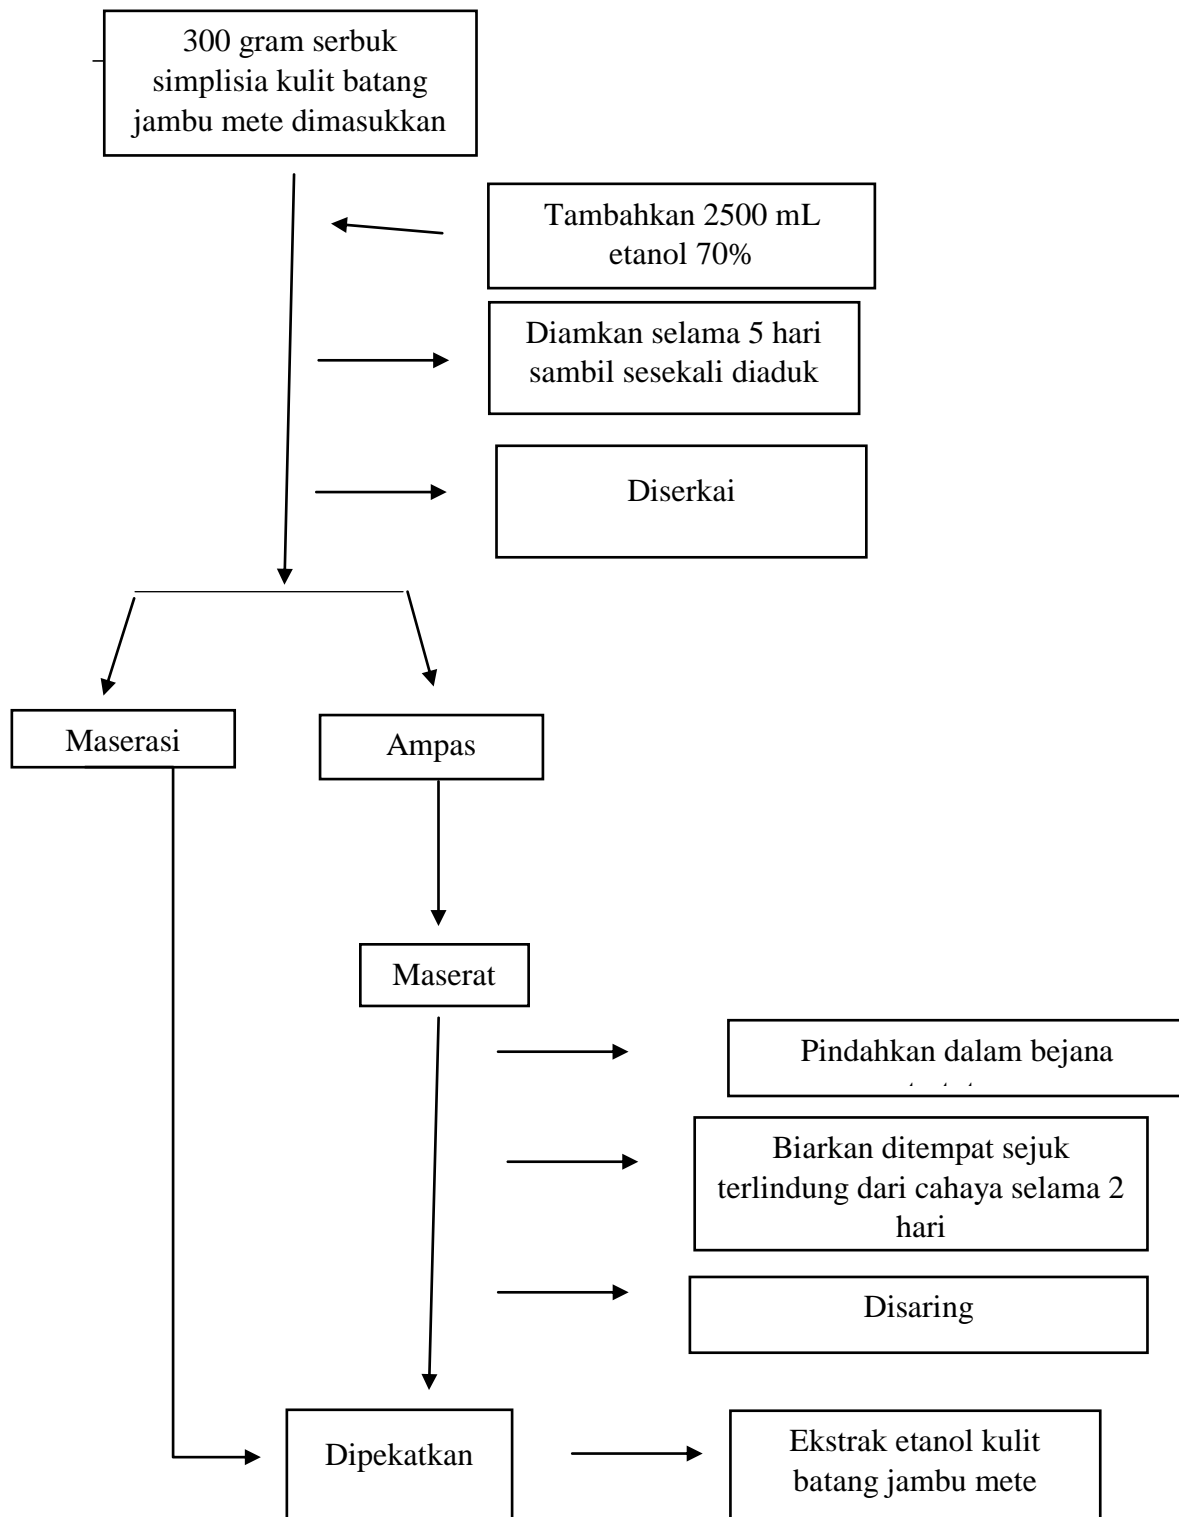 300 gram serbuk
simplisia kulit batang
jambu mete dimasukkan
Tambahkan 2500 mL
etanol 70%
Diamkan selama 5 hari
sambil sesekali diaduk
Diserkai
Maserasi
Ampas
Maserat
Pindahkan dalam bejana
Biarkan ditempat sejuk
terlindung dari cahaya selama 2
hari
Disaring
Dipekatkan
Ekstrak etanol kulit
batang jambu mete